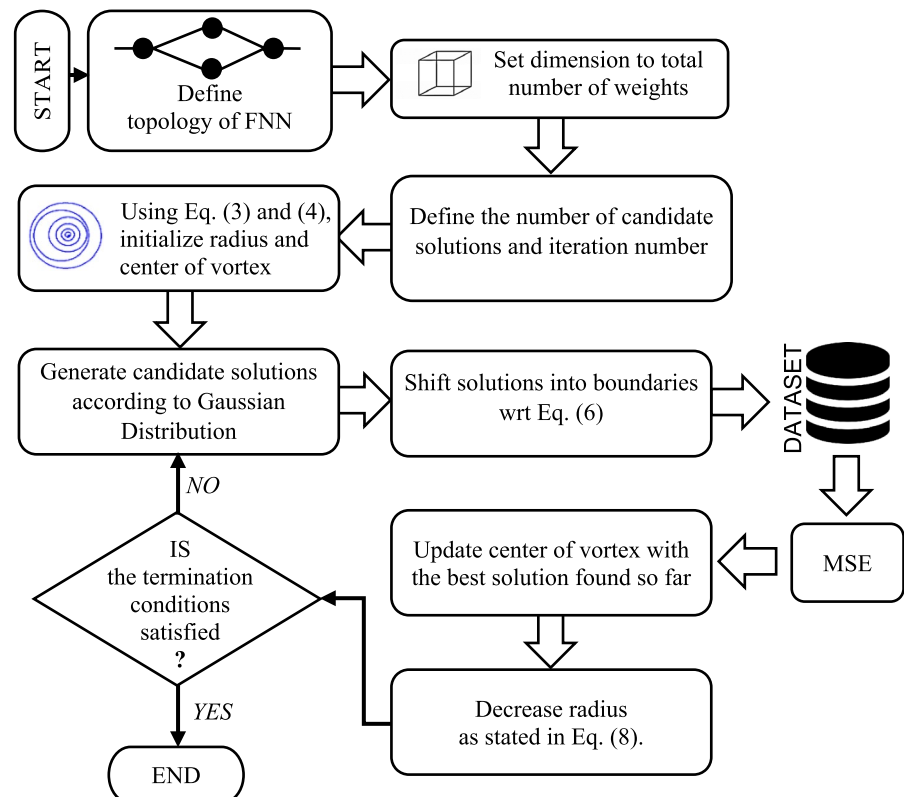 START
Define
topology of FNN
Set dimension to total
number of weights
Define the number of candidate
solutions and iteration number
Using Eq. (3) and (4),
initialize radius and
center of vortex
Generate candidate solutions
according to Gaussian
Distribution
Shift solutions into boundaries
wrt Eq. (6)
DATASET
MSE
Update center of vortex with
the best solution found so far
Decrease radius
as stated in Eq. (8).
IS
the termination
conditions
satisfied
?
NO
YES
END